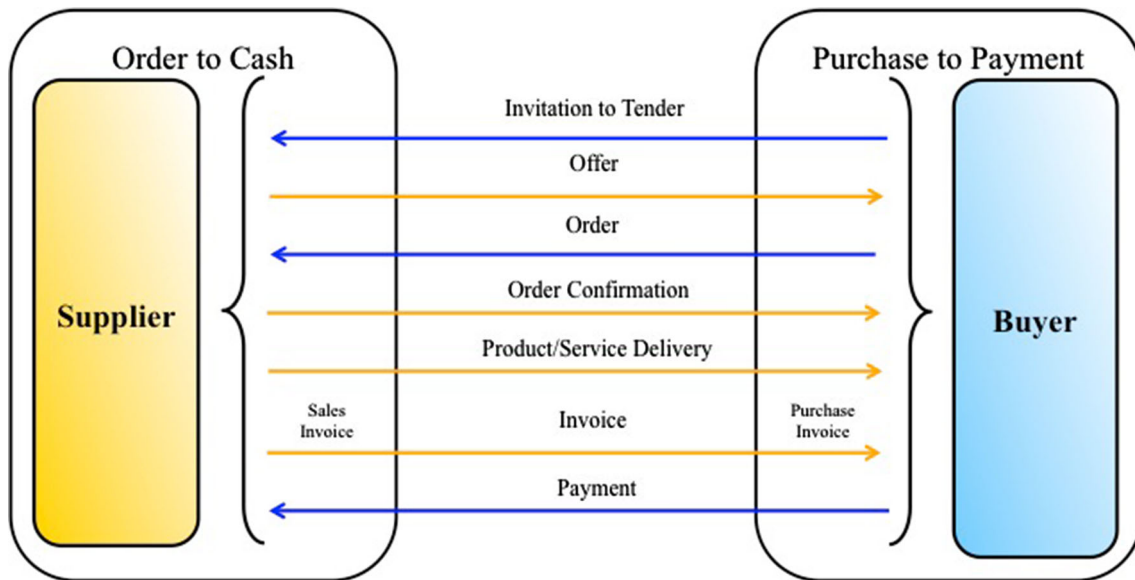 Order to Cash
Purchase to Payment
Invitation to Tender
Offer
Order
Order Confirmation
Supplier
Buyer
Product/Service Delivery
Sales
Invoice
Invoice
Purchase
Invoice
Payment